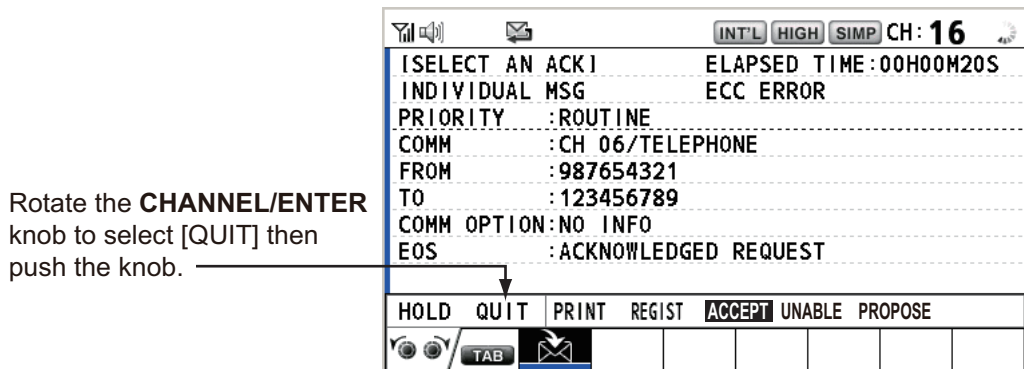 INT'L HIGH SIMP CH: 16
[SELECT AN ACK] ELAPSED TIME:00H00M20S
INDIVIDUAL MSG ECC ERROR
PRIORITY :ROUTINE
COMM :CH 06/TELEPHONE
FROM :987654321
TO :123456789
COMM OPTION:NO INFO
EOS :ACKNOWLEDGED REQUEST
Rotate the CHANNEL/ENTER
knob to select [QUIT] then
push the knob.
HOLD QUIT PRINT REGIST ACCEPT UNABLE PROPOSE
TAB